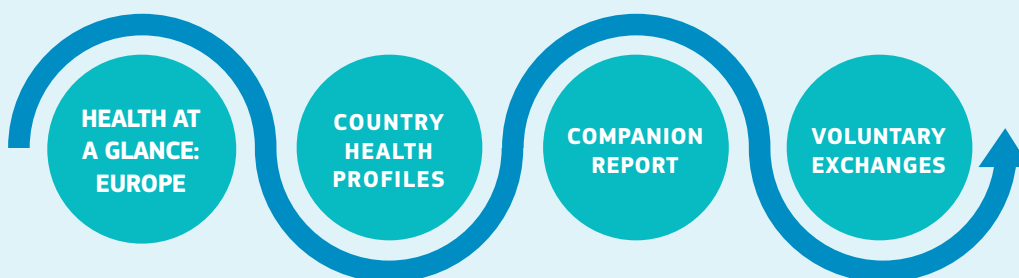 HEALTH AT
A GLANCE:
EUROPE
COUNTRY
HEALTH
PROFILES
COMPANION
REPORT
VOLUNTARY
EXCHANGES